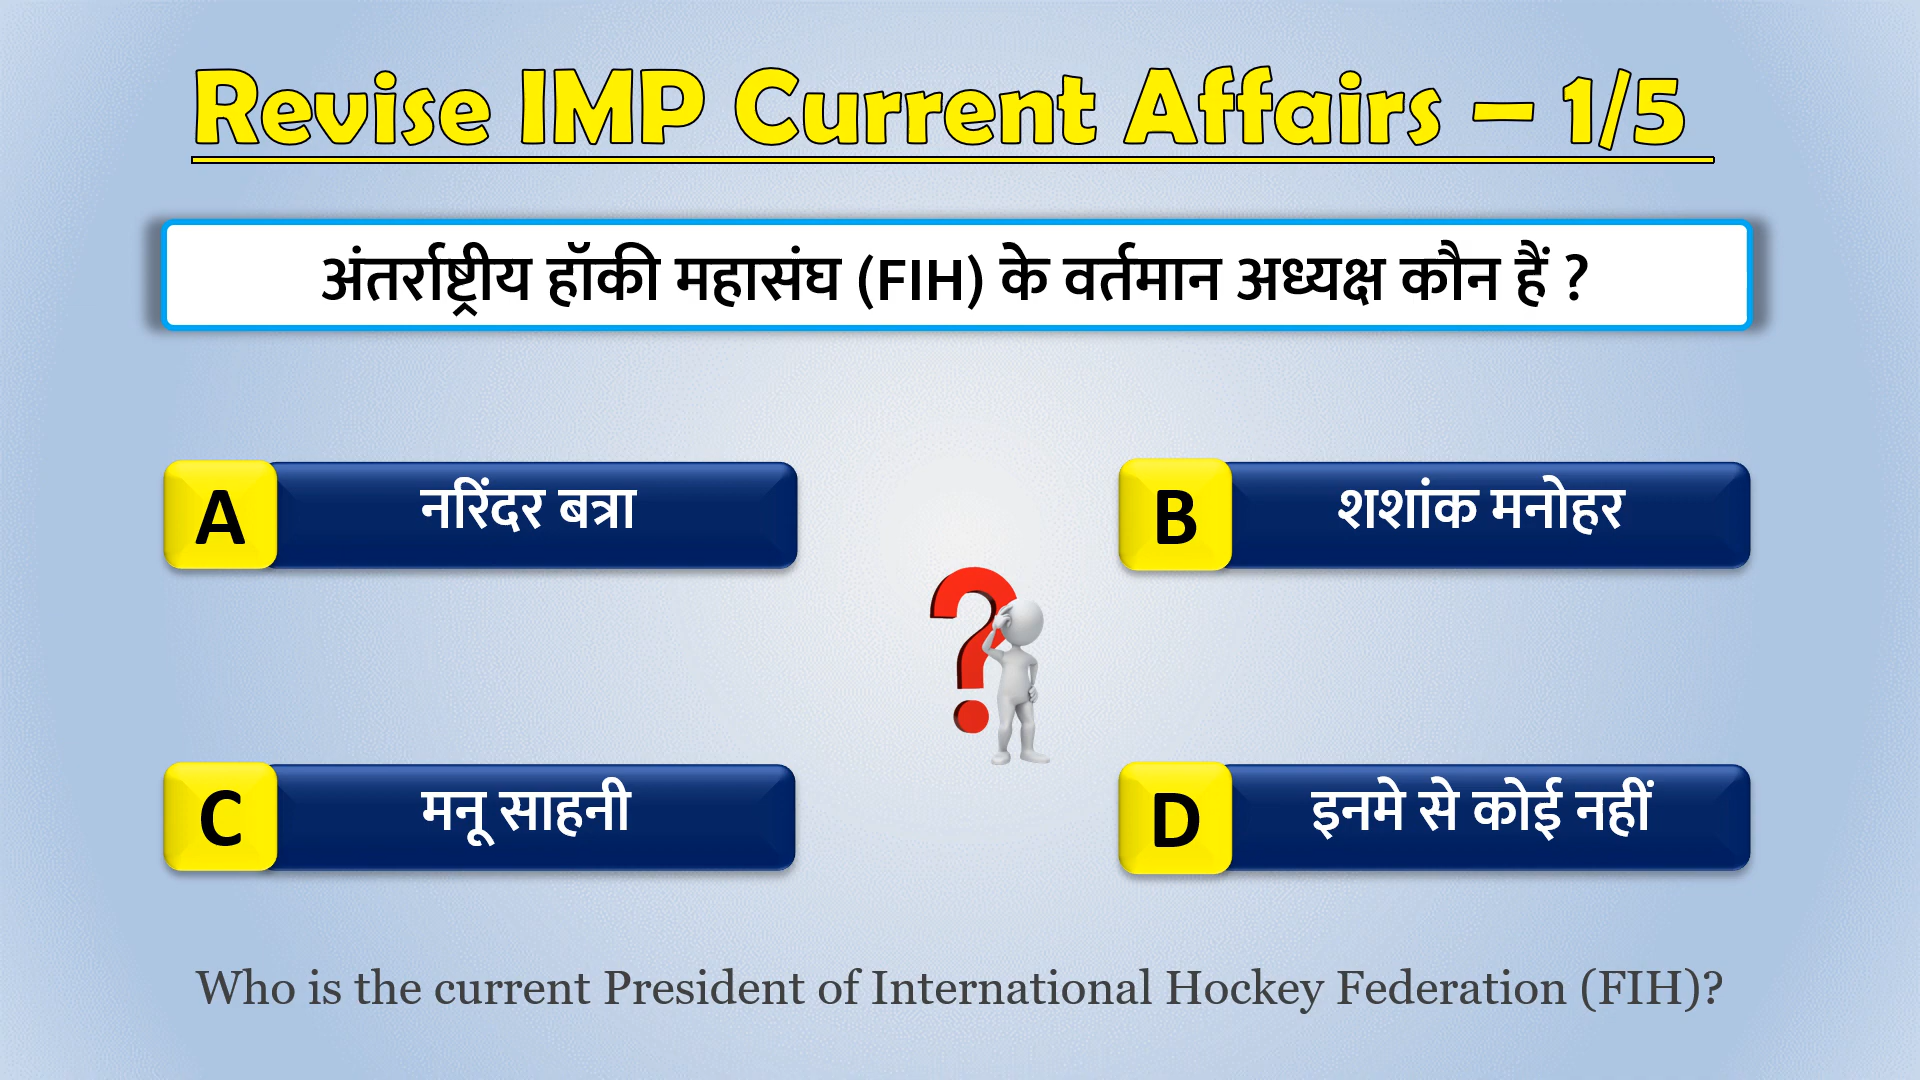 Revise IMP Current Affairs – 1/5
अंतर्राष्ट्रीय हॉकी महासंघ (FIH) के वर्तमान अध्यक्ष कौन हैं ?
A नरिंदर बत्रा
B शशांक मनोहर
C मनू साहनी
D इनमे से कोई नहीं
Who is the current President of International Hockey Federation (FIH)?